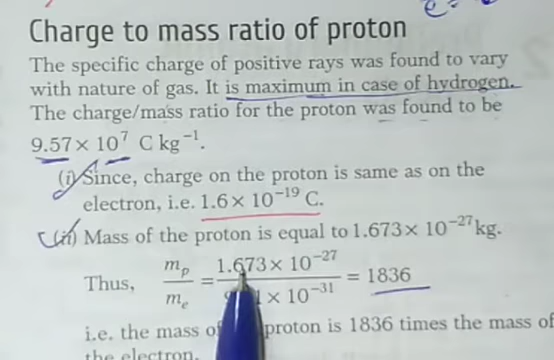 Charge to mass ratio of proton
The specific charge of positive rays was found to vary
with nature of gas. It is maximum in case of hydrogen.
The charge/mass ratio for the proton was found to be
9.57 × 10⁷ C kg⁻¹.
(i) Since, charge on the proton is same as on the
electron, i.e. 1.6 × 10⁻¹⁹ C.
(ii) Mass of the proton is equal to 1.673 × 10⁻²⁷ kg.
Thus, mₚ/mₑ = 1.673 × 10⁻²⁷ / × 10⁻³¹ = 1836
i.e. the mass proton is 1836 times the mass of
the electron.